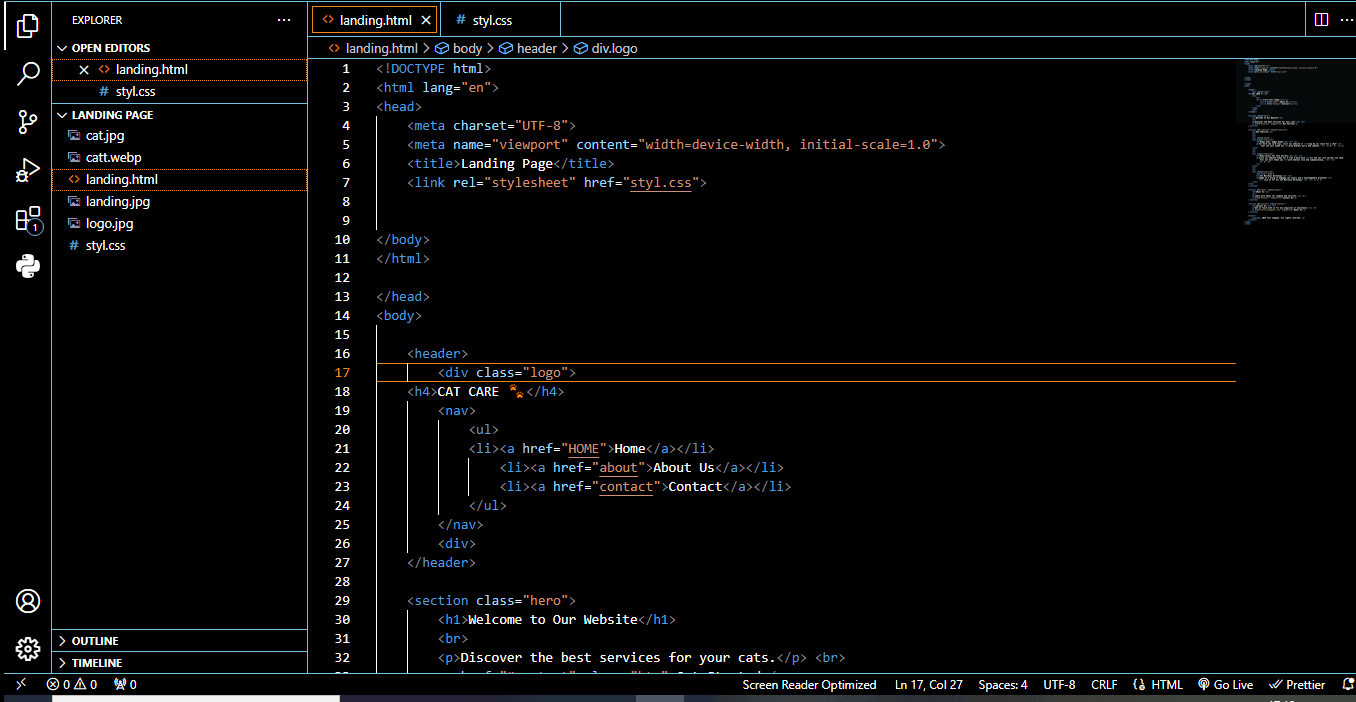 EXPLORER
OPEN EDITORS
landing.html
styl.css
LANDING PAGE
cat.jpg
catt.webp
landing.html
landing.jpg
logo.jpg
styl.css
1
OUTLINE
TIMELINE
landing.html styl.css
landing.html > body > header > div.logo
1 <!DOCTYPE html>
2 <html lang="en">
3 <head>
4 <meta charset="UTF-8">
5 <meta name="viewport" content="width=device-width, initial-scale=1.0">
6 <title>Landing Page</title>
7 <link rel="stylesheet" href="styl.css">
8
9
10 </body>
11 </html>
12
13 </head>
14 <body>
15
16 <header>
17 <div class="logo">
18 <h4>CAT CARE 🐾</h4>
19 <nav>
20 <ul>
21 <li><a href="HOME">Home</a></li>
22 <li><a href="about">About Us</a></li>
23 <li><a href="contact">Contact</a></li>
24 </ul>
25 </nav>
26 <div>
27 </header>
28
29 <section class="hero">
30 <h1>Welcome to Our Website</h1>
31 <br>
32 <p>Discover the best services for your cats.</p> <br>
0 0 0 Screen Reader Optimized Ln 17, Col 27 Spaces: 4 UTF-8 CRLF HTML Go Live Prettier